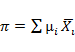 π = Σ μᵢ X̅ᵢ